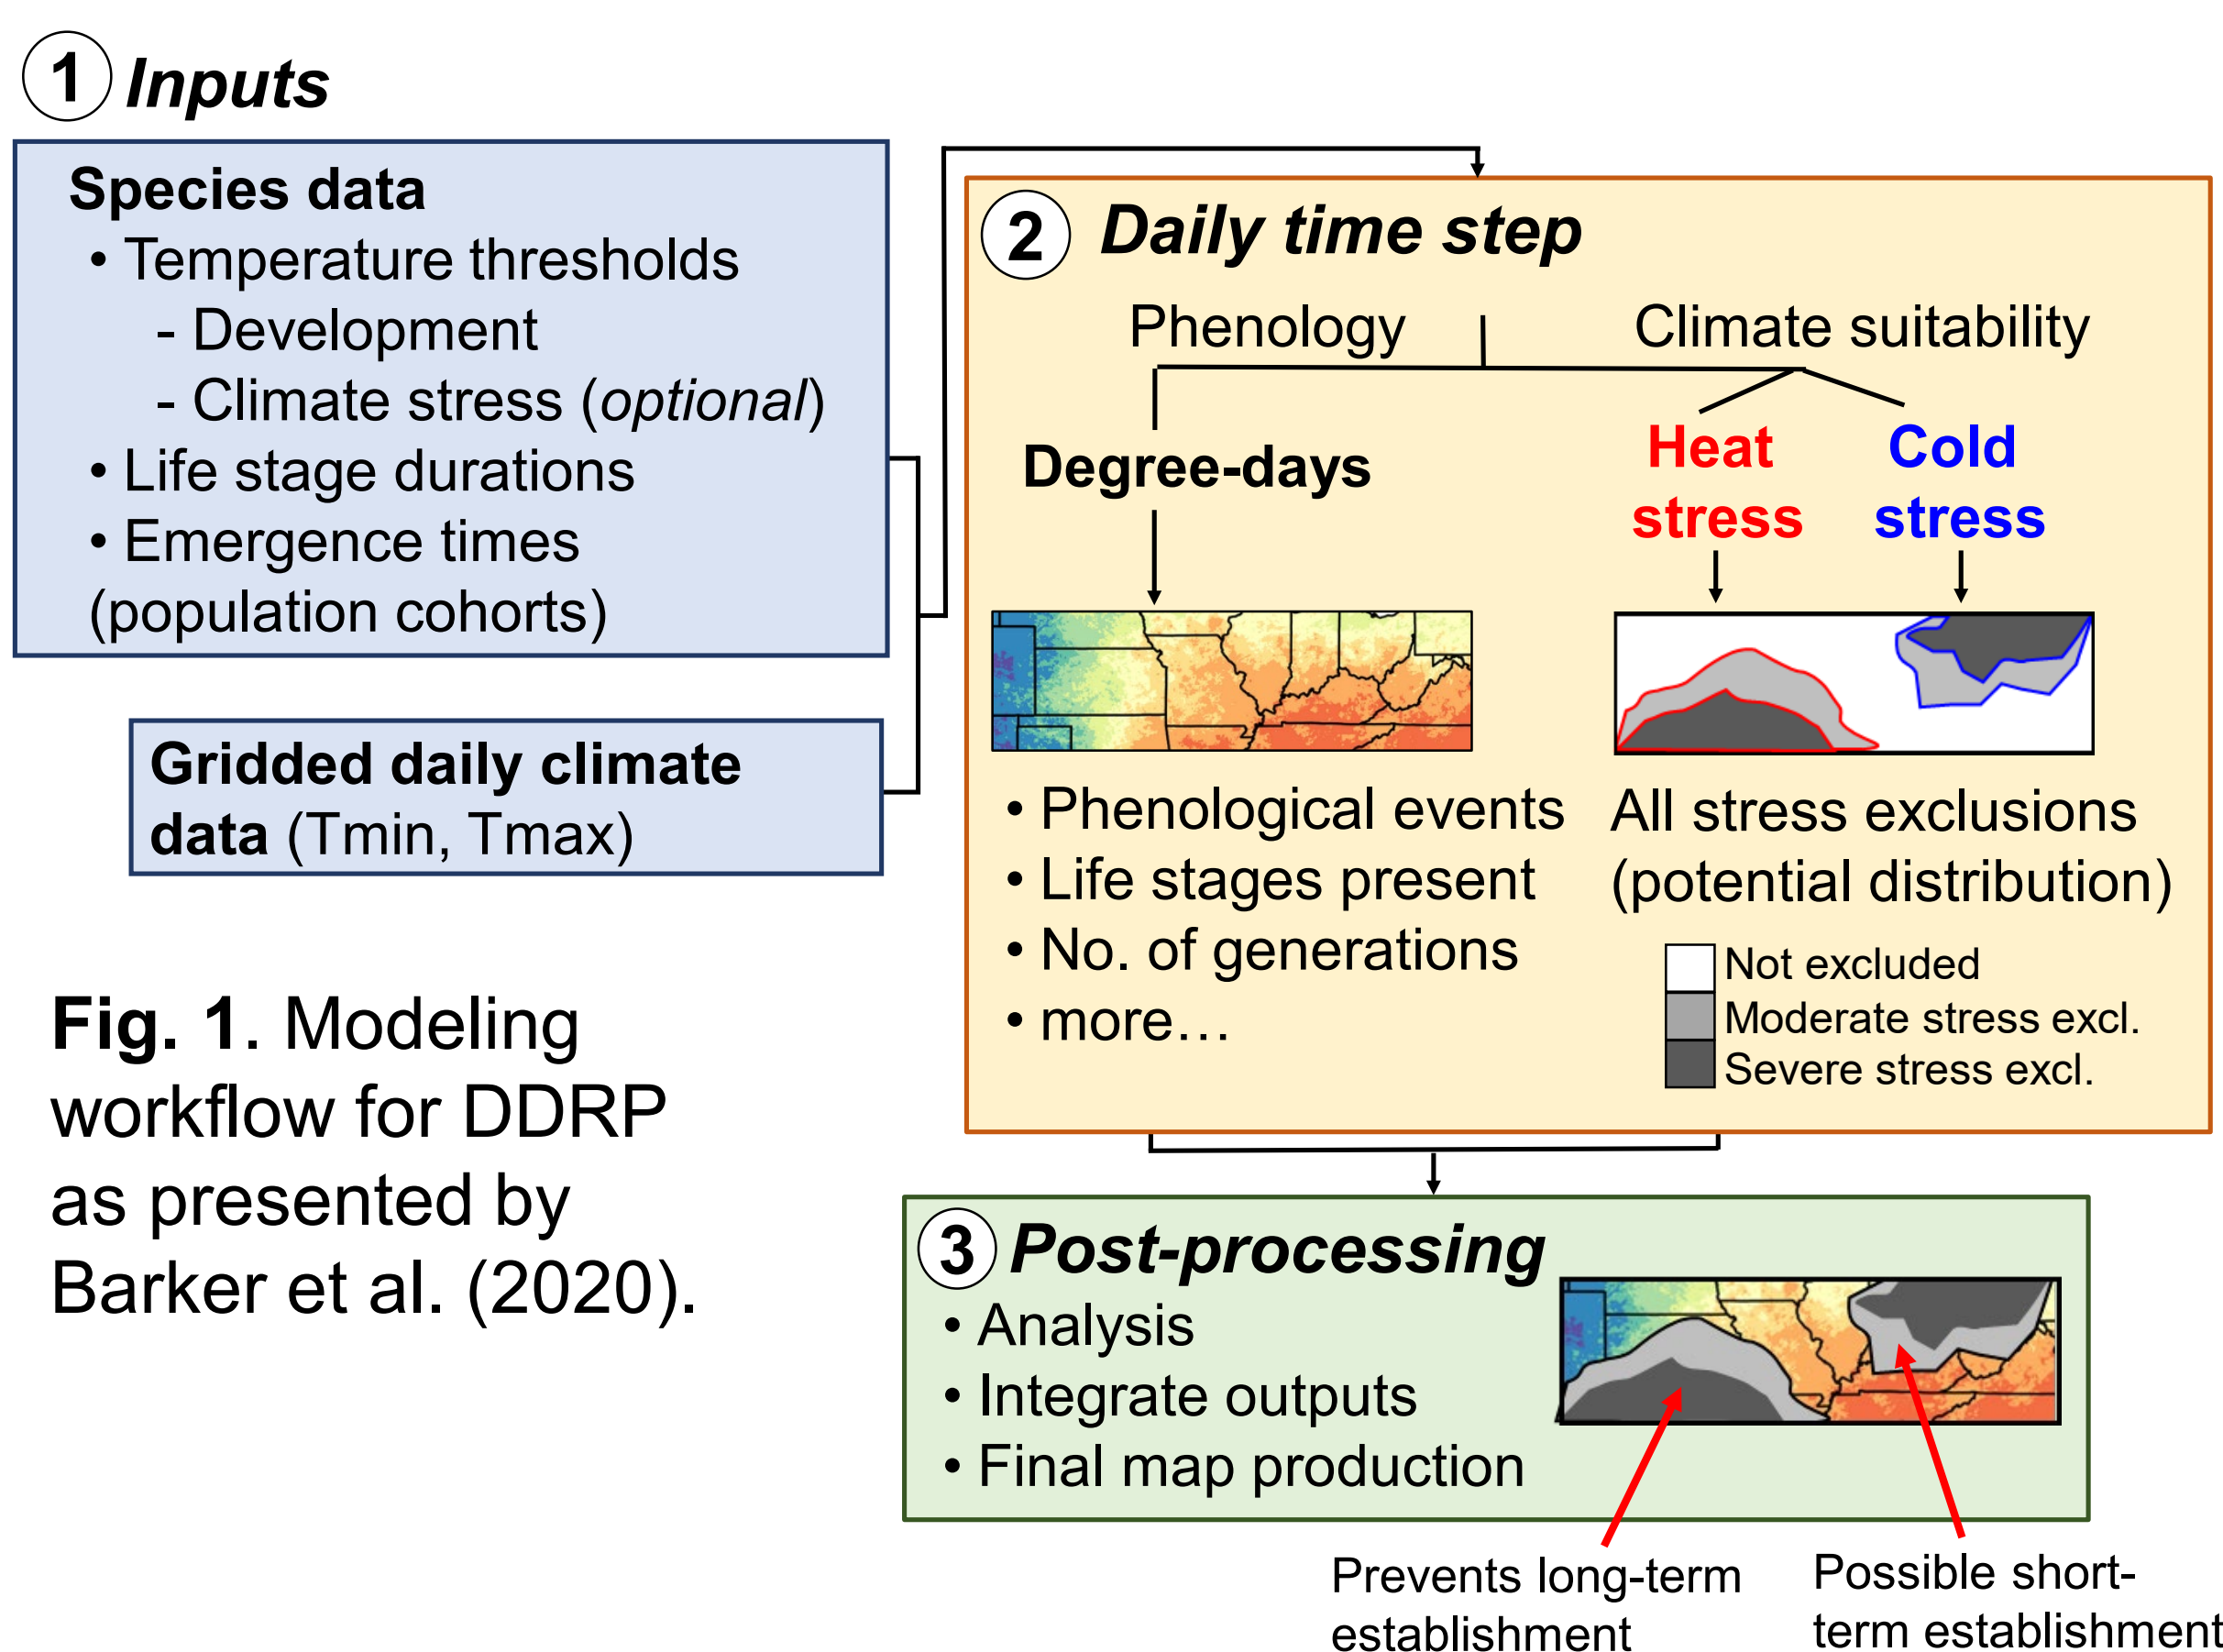 1 Inputs
Species data
• Temperature thresholds
- Development
- Climate stress (optional)
• Life stage durations
• Emergence times
(population cohorts)
Gridded daily climate
data (Tmin, Tmax)
Fig. 1. Modeling
workflow for DDRP
as presented by
Barker et al. (2020).
2 Daily time step
Phenology
Climate suitability
Degree-days
Heat
stress
Cold
stress
• Phenological events
• Life stages present
• No. of generations
• more…
All stress exclusions
(potential distribution)
Not excluded
Moderate stress excl.
Severe stress excl.
3 Post-processing
• Analysis
• Integrate outputs
• Final map production
Prevents long-term
establishment
Possible short-
term establishment